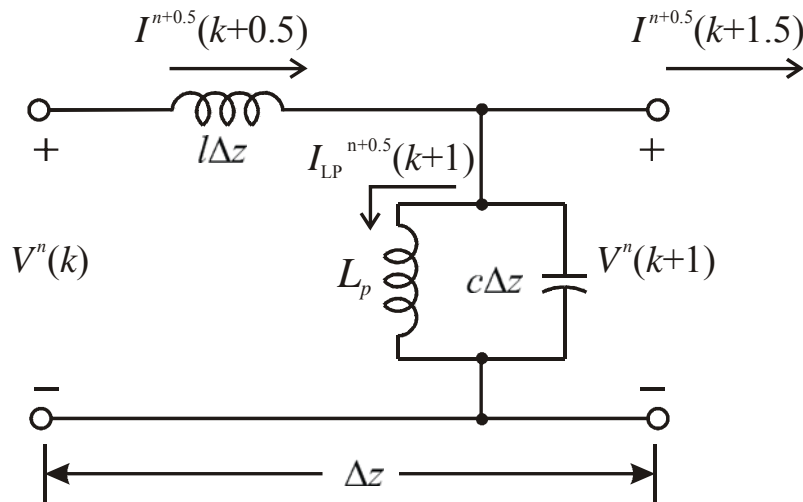 I^{n+0.5}(k+0.5) I^{n+0.5}(k+1.5)
+ lΔz I_{LP}^{n+0.5}(k+1) +
V^n(k) L_p cΔz V^n(k+1)
− −
Δz